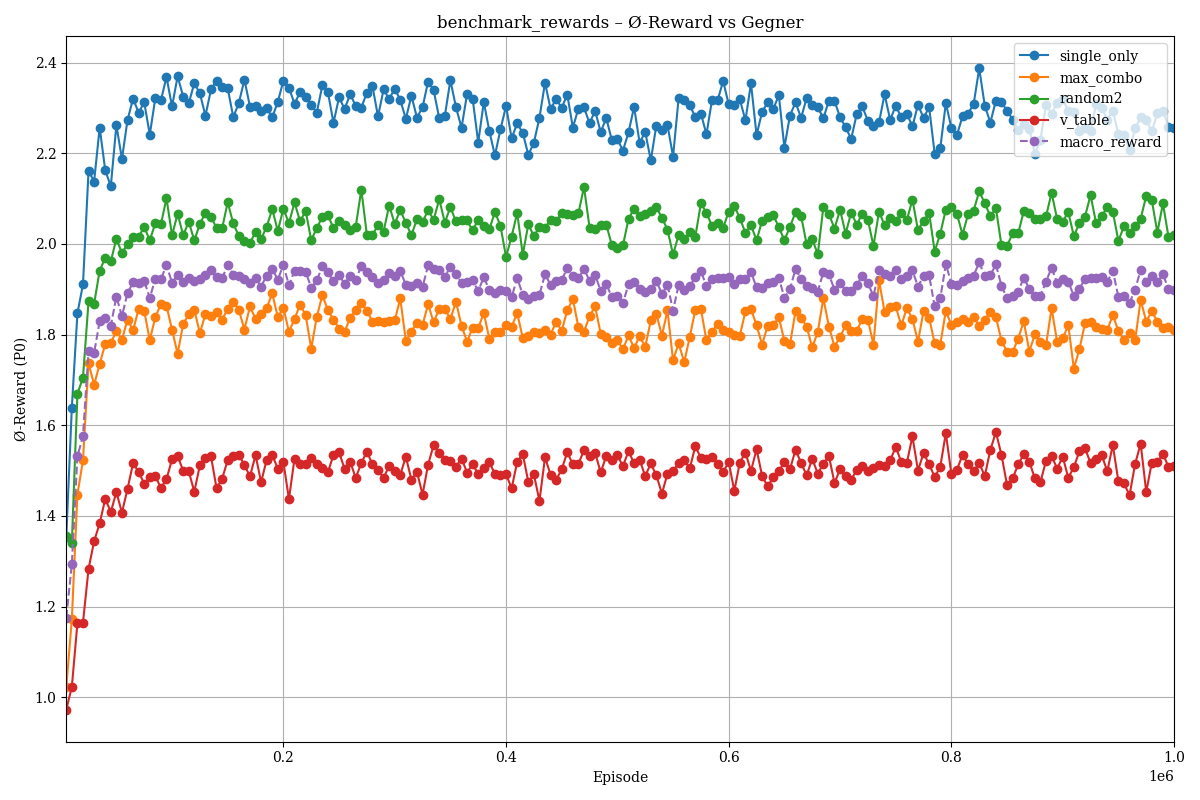 benchmark_rewards – Ø-Reward vs Gegner
single_only
max_combo
random2
v_table
macro_reward
Ø-Reward (P0)
2.4
2.2
2.0
1.8
1.6
1.4
1.2
1.0
0.2
0.4
0.6
0.8
1.0
1e6
Episode